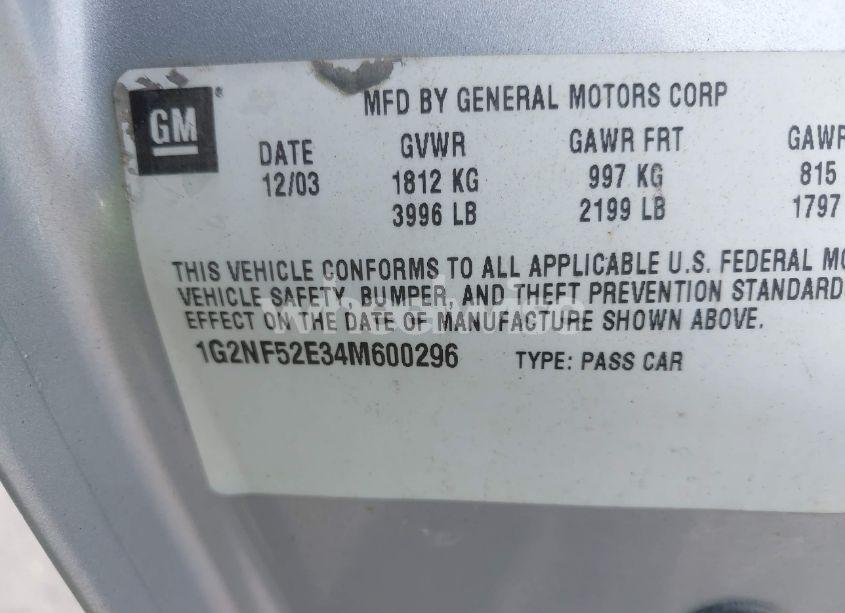 GM
MFD BY GENERAL MOTORS CORP
DATE GVWR GAWR FRT GAWR
12/03 1812 KG 997 KG 815
3996 LB 2199 LB 1797
THIS VEHICLE CONFORMS TO ALL APPLICABLE U.S. FEDERAL MO
VEHICLE SAFETY, BUMPER, AND THEFT PREVENTION STANDARD
EFFECT ON THE DATE OF MANUFACTURE SHOWN ABOVE.
1G2NF52E34M600296 TYPE: PASS CAR